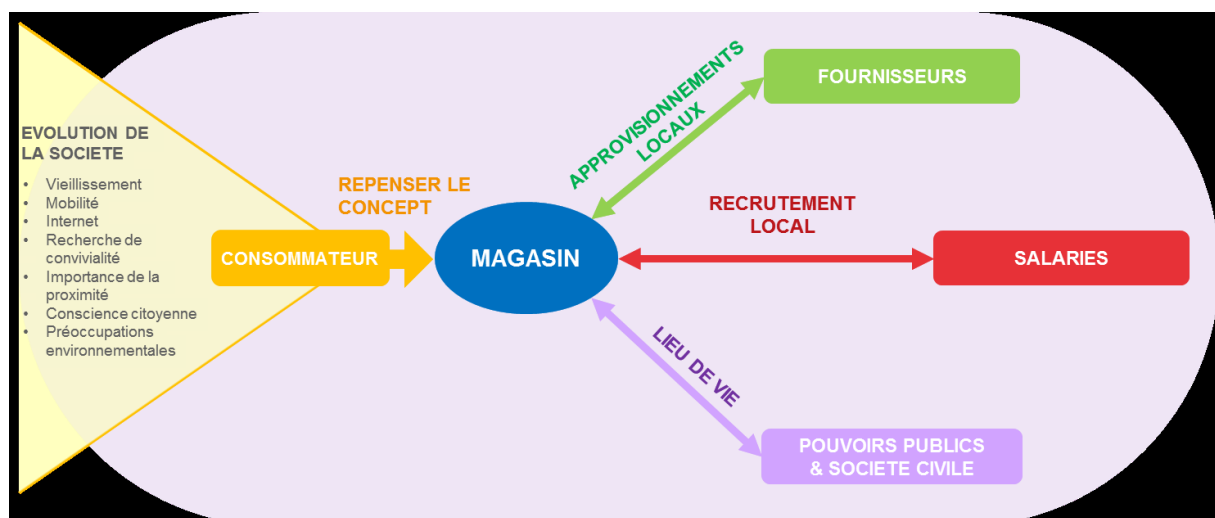 EVOLUTION DE
LA SOCIETE
• Vieillissement
• Mobilité
• Internet
• Recherche de
convivialité
• Importance de la
proximité
• Conscience citoyenne
• Préoccupations
environnementales
CONSOMMATEUR
REPENSER LE
CONCEPT
MAGASIN
APPROVISIONNEMENTS
LOCAUX
FOURNISSEURS
RECRUTEMENT
LOCAL
SALARIES
LIEU DE VIE
POUVOIRS PUBLICS
& SOCIETE CIVILE